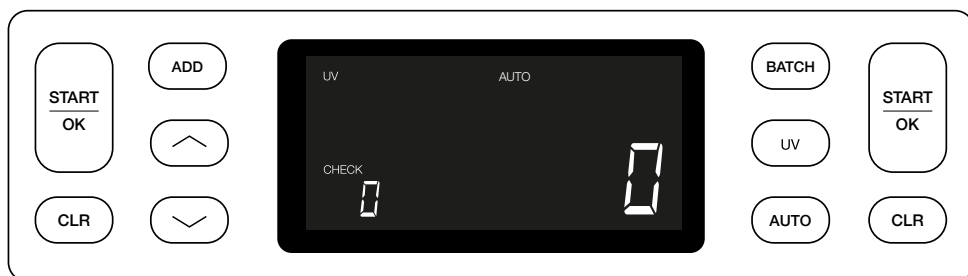 START
OK
CLR
ADD
UV AUTO
CHECK
0
0
BATCH
UV
AUTO
START
OK
CLR